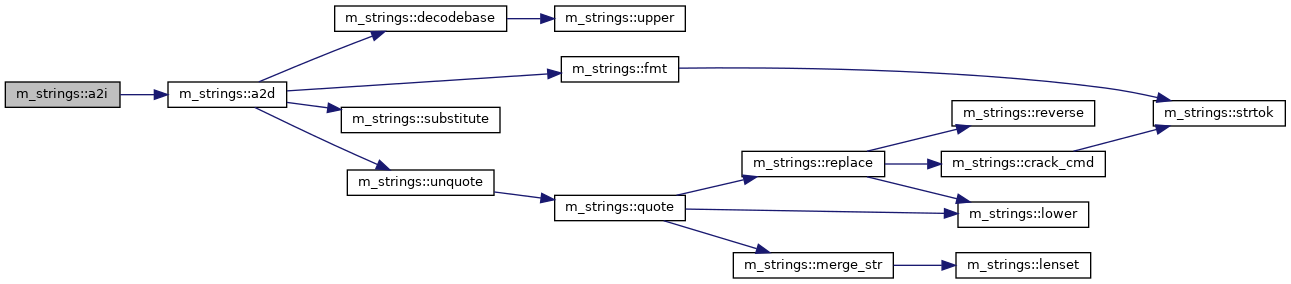 m_strings::a2i
m_strings::a2d
m_strings::decodebase
m_strings::upper
m_strings::fmt
m_strings::substitute
m_strings::unquote
m_strings::quote
m_strings::replace
m_strings::reverse
m_strings::crack_cmd
m_strings::strtok
m_strings::lower
m_strings::merge_str
m_strings::lenset